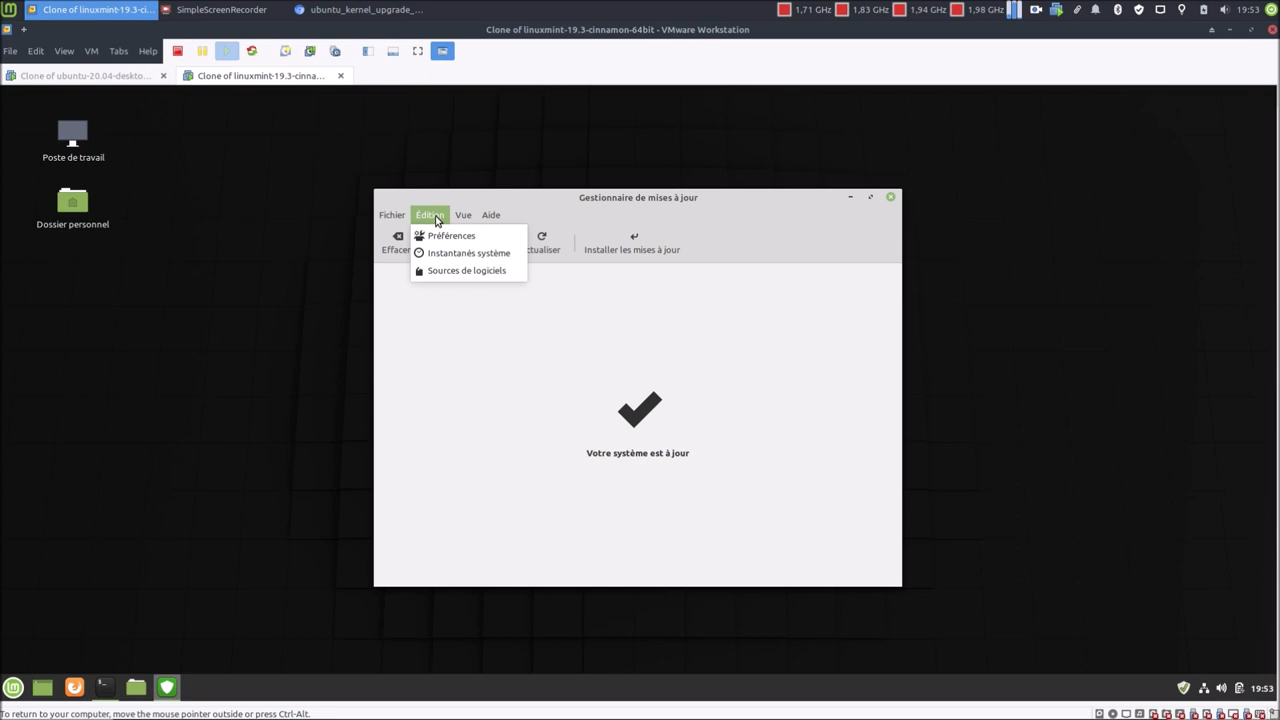 Clone of linuxmint-19.3-ci...
SimpleScreenRecorder
ubuntu_kernel_upgrade_...
1,71 GHz
1,83 GHz
1,94 GHz
1,98 GHz
19:53
Clone of linuxmint-19.3-cinnamon-64bit - VMware Workstation
File Edit View VM Tabs Help
Clone of ubuntu-20.04-deskto...
Clone of linuxmint-19.3-cinna...
Poste de travail
Dossier personnel
Gestionnaire de mises à jour
Fichier Édition Vue Aide
Préférences
Instantanés système
Sources de logiciels
Effacer
ctualiser
Installer les mises à jour
Votre système est à jour
19:53
To return to your computer, move the mouse pointer outside or press Ctrl-Alt.